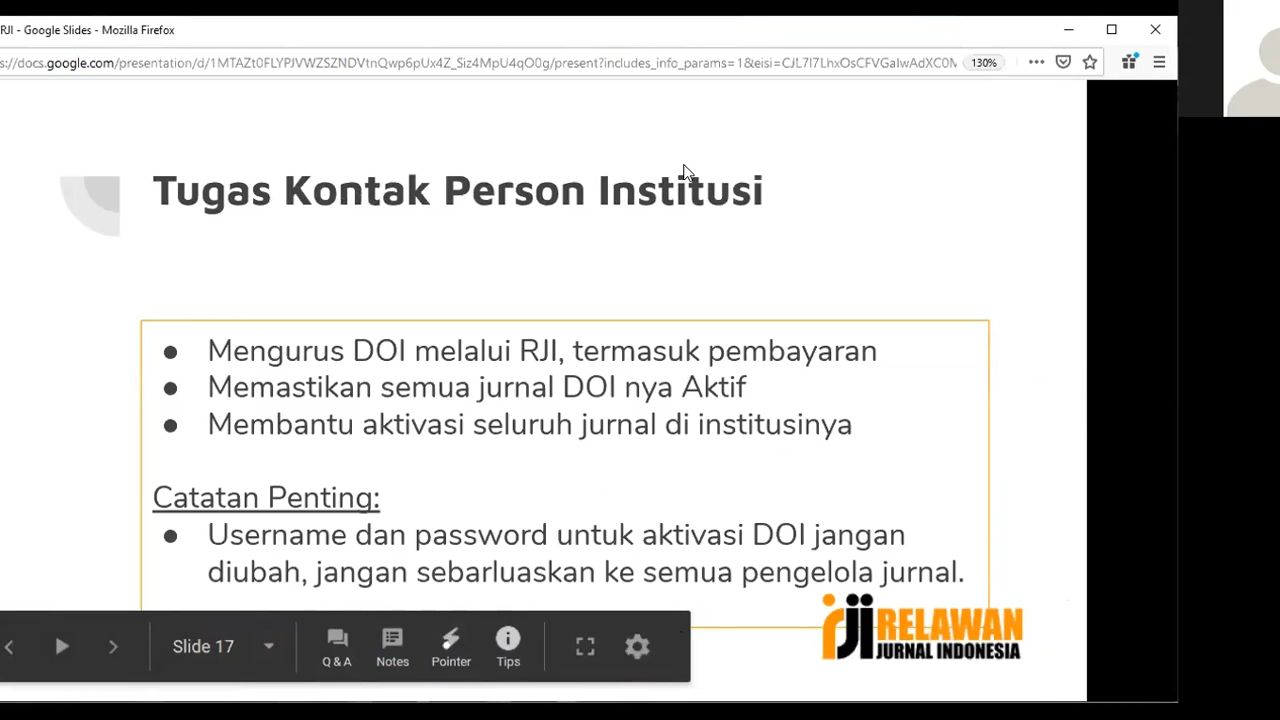 RJI - Google Slides - Mozilla Firefox
s://docs.google.com/presentation/d/1MTAZt0FLYPJVWZSZNDVtnQwp6pUx4Z_Siz4MpU4qO0g/present?includes_info_params=1&eisi=CJL7l7LhxOsCFVGalwAdXC0M
130%
Tugas Kontak Person Institusi
● Mengurus DOI melalui RJI, termasuk pembayaran
● Memastikan semua jurnal DOI nya Aktif
● Membantu aktivasi seluruh jurnal di institusinya
Catatan Penting:
● Username dan password untuk aktivasi DOI jangan
diubah, jangan sebarluaskan ke semua pengelola jurnal.
Slide 17
Q & A
Notes
Pointer
Tips
rji RELAWAN
JURNAL INDONESIA